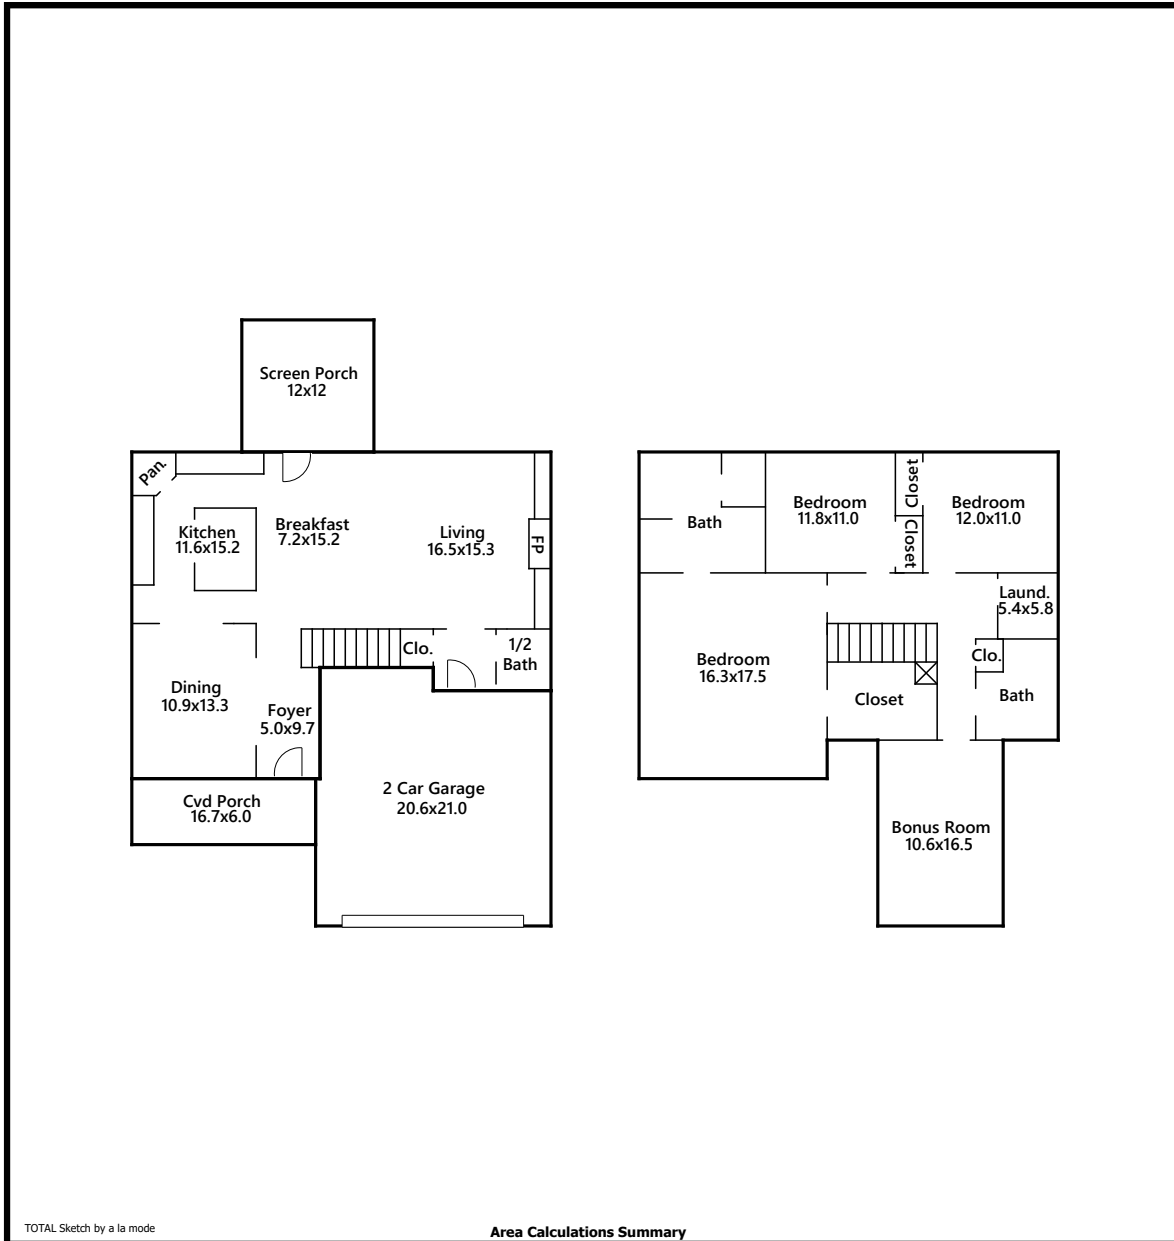 Screen Porch
12x12
Pan.
Kitchen
11.6x15.2
Breakfast
7.2x15.2
Living
16.5x15.3
FP
Clo.
1/2
Bath
Dining
10.9x13.3
Foyer
5.0x9.7
2 Car Garage
20.6x21.0
Cvd Porch
16.7x6.0
Bath
Bedroom
11.8x11.0
Closet
Closet
Bedroom
12.0x11.0
Laund.
5.4x5.8
Bedroom
16.3x17.5
Clo.
Closet
Bath
Bonus Room
10.6x16.5
TOTAL Sketch by a la mode
Area Calculations Summary